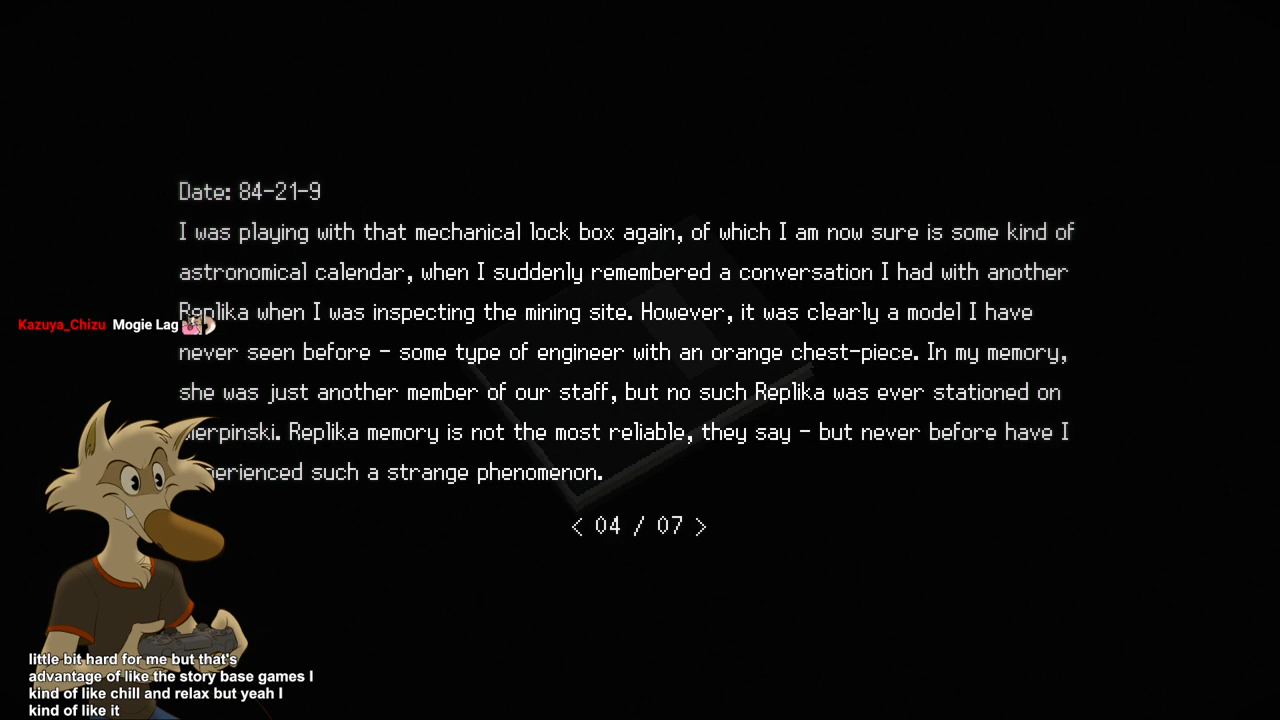 Date: 84-21-9
I was playing with that mechanical lock box again, of which I am now sure is some kind of
astronomical calendar, when I suddenly remembered a conversation I had with another
Replika when I was inspecting the mining site. However, it was clearly a model I have
Kazuya_Chizu Mogie Lag
never seen before - some type of engineer with an orange chest-piece. In my memory,
she was just another member of our staff, but no such Replika was ever stationed on
Sierpinski. Replika memory is not the most reliable, they say - but never before have I
experienced such a strange phenomenon.
< 04 / 07 >
little bit hard for me but that's
advantage of like the story base games I
kind of like chill and relax but yeah I
kind of like it